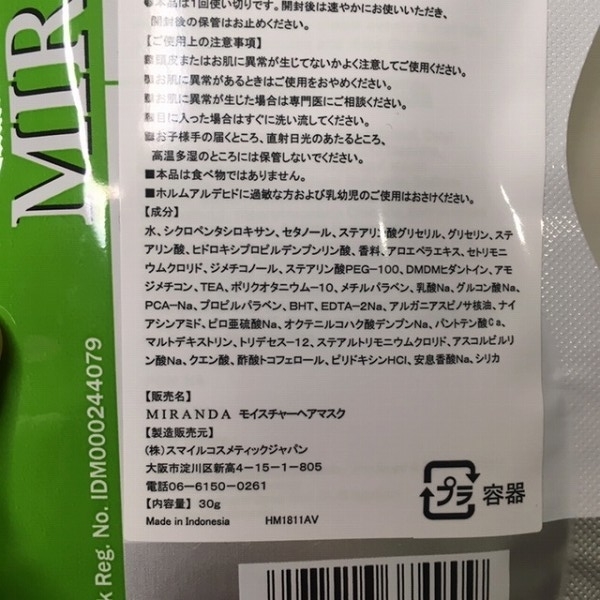 ●本品は1回使い切りです。開封後は速やかにお使いいただき、
開封後の保管はお止めください。
【ご使用上の注意事項】
■頭皮またはお肌に異常が生じてないかよく注意してご使用ください。
■お肌に異常があるときはご使用をおやめください。
■お肌に異常が生じた場合は専門医にご相談ください。
■目に入った場合はすぐに洗い流してください。
■お子様手の届くところ、直射日光のあたるところ、
高温多湿のところには保管しないでください。
■本品は食べ物ではありません。
■ホルムアルデヒドに過敏な方および乳幼児のご使用はおさけください。
【成分】
水、シクロペンタシロキサン、セタノール、ステアリン酸グリセリル、グリセリン、ステ
アリン酸、ヒドロキシプロピルデンプンリン酸、香料、アロエベラエキス、セトリモニ
ウムクロリド、ジメチコノール、ステアリン酸PEG-100、DMDMヒダントイン、アモ
ジメチコン、TEA、ポリクオタニウム-10、メチルパラベン、乳酸Na、グルコン酸Na、
PCA-Na、プロピルパラベン、BHT、EDTA-2Na、アルガニアスピノサ核油、ナイ
アシンアミド、ピロ亜硫酸Na、オクテニルコハク酸デンプンNa、パントテン酸Ca、
マルトデキストリン、トリデセス-12、ステアルトリモニウムクロリド、アスコルビルリ
ン酸Na、クエン酸、酢酸トコフェロール、ピリドキシンHCl、安息香酸Na、シリカ
【販売名】
MIRANDA モイスチャーヘアマスク
【製造販売元】
(株)スマイルコスメティックジャパン
大阪市淀川区新高4-15-1-805
電話06-6150-0261
【内容量】 30g
Made in Indonesia HM1811AV
プラ 容器
MIR
k Reg. No. IDM000244079